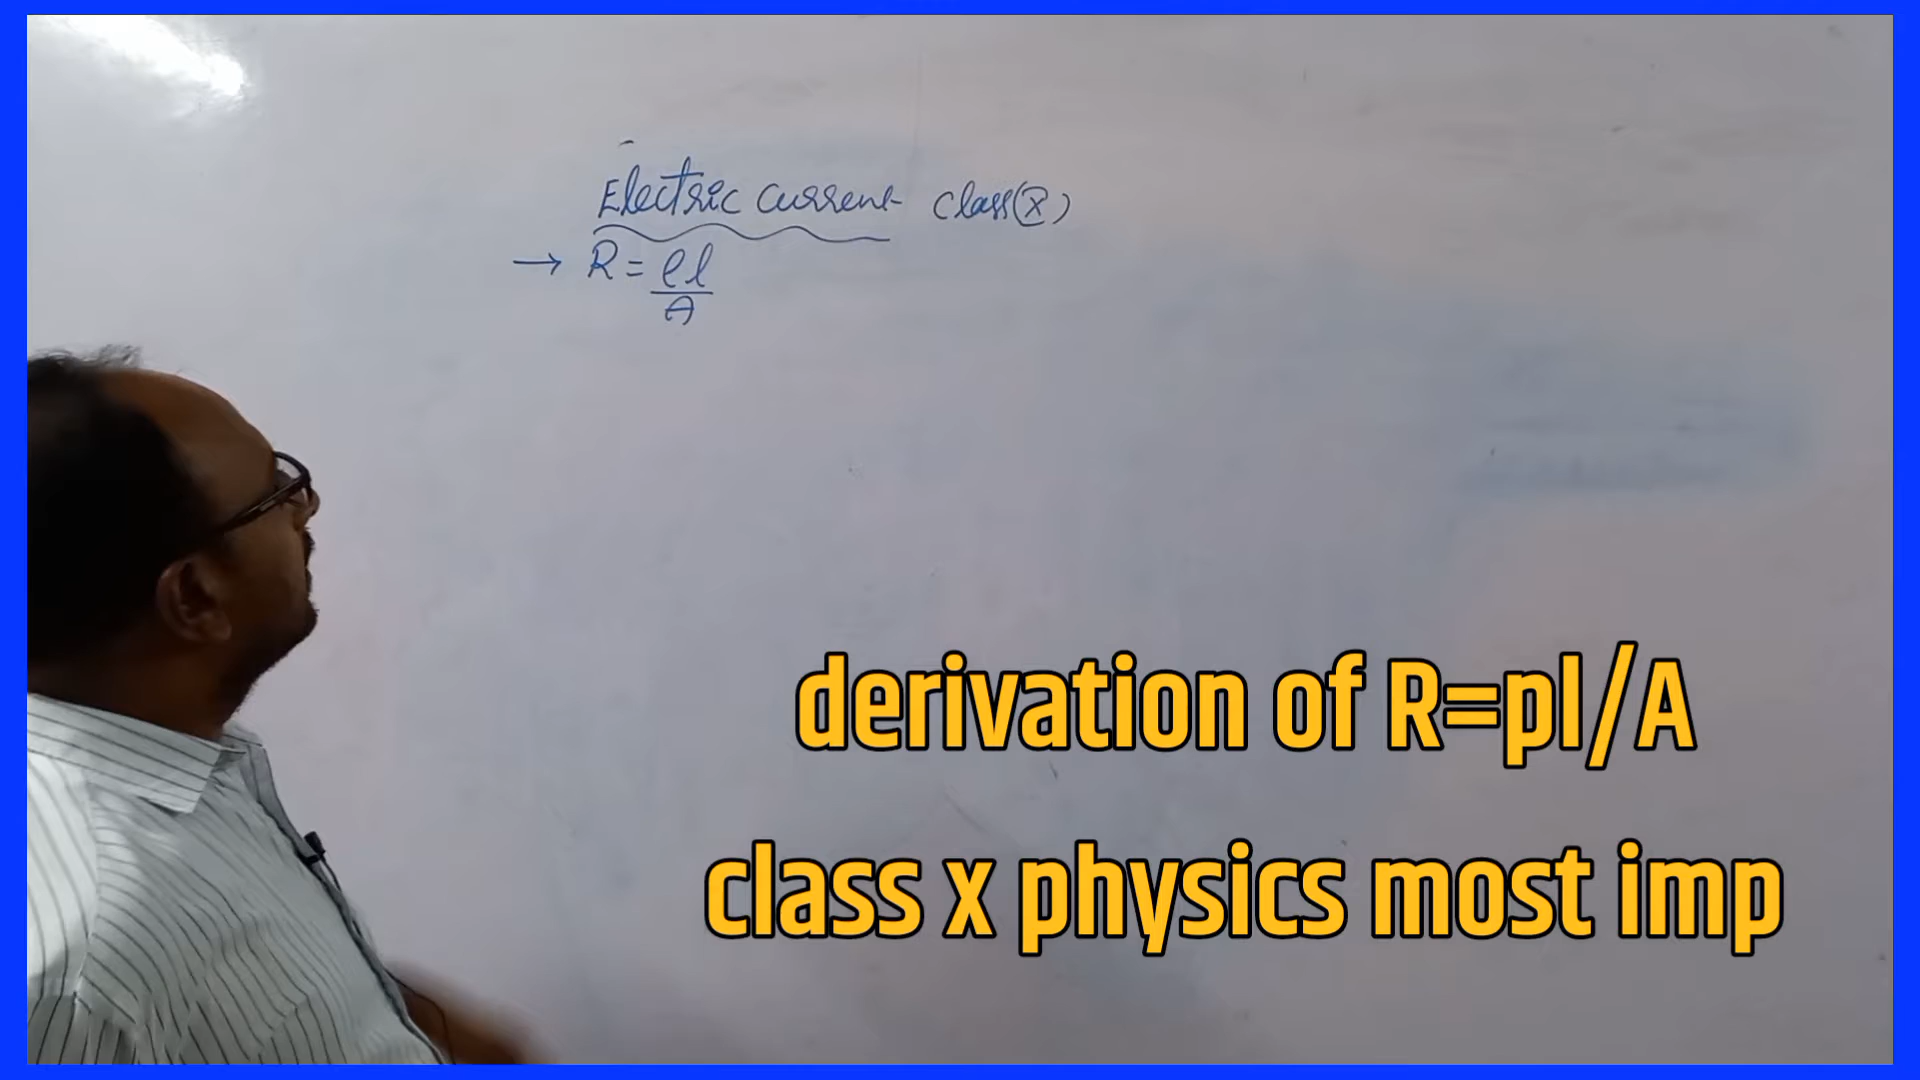 Electric current class(X)
→ R = ρl
A
derivation of R=pl/A
class x physics most imp